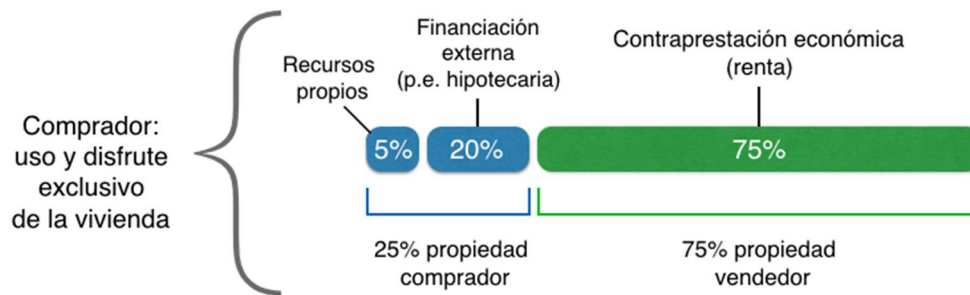 Comprador:
uso y disfrute
exclusivo
de la vivienda
Recursos
propios
Financiación
externa
(p.e. hipotecaria)
Contraprestación económica
(renta)
5%
20%
75%
25% propiedad
comprador
75% propiedad
vendedor